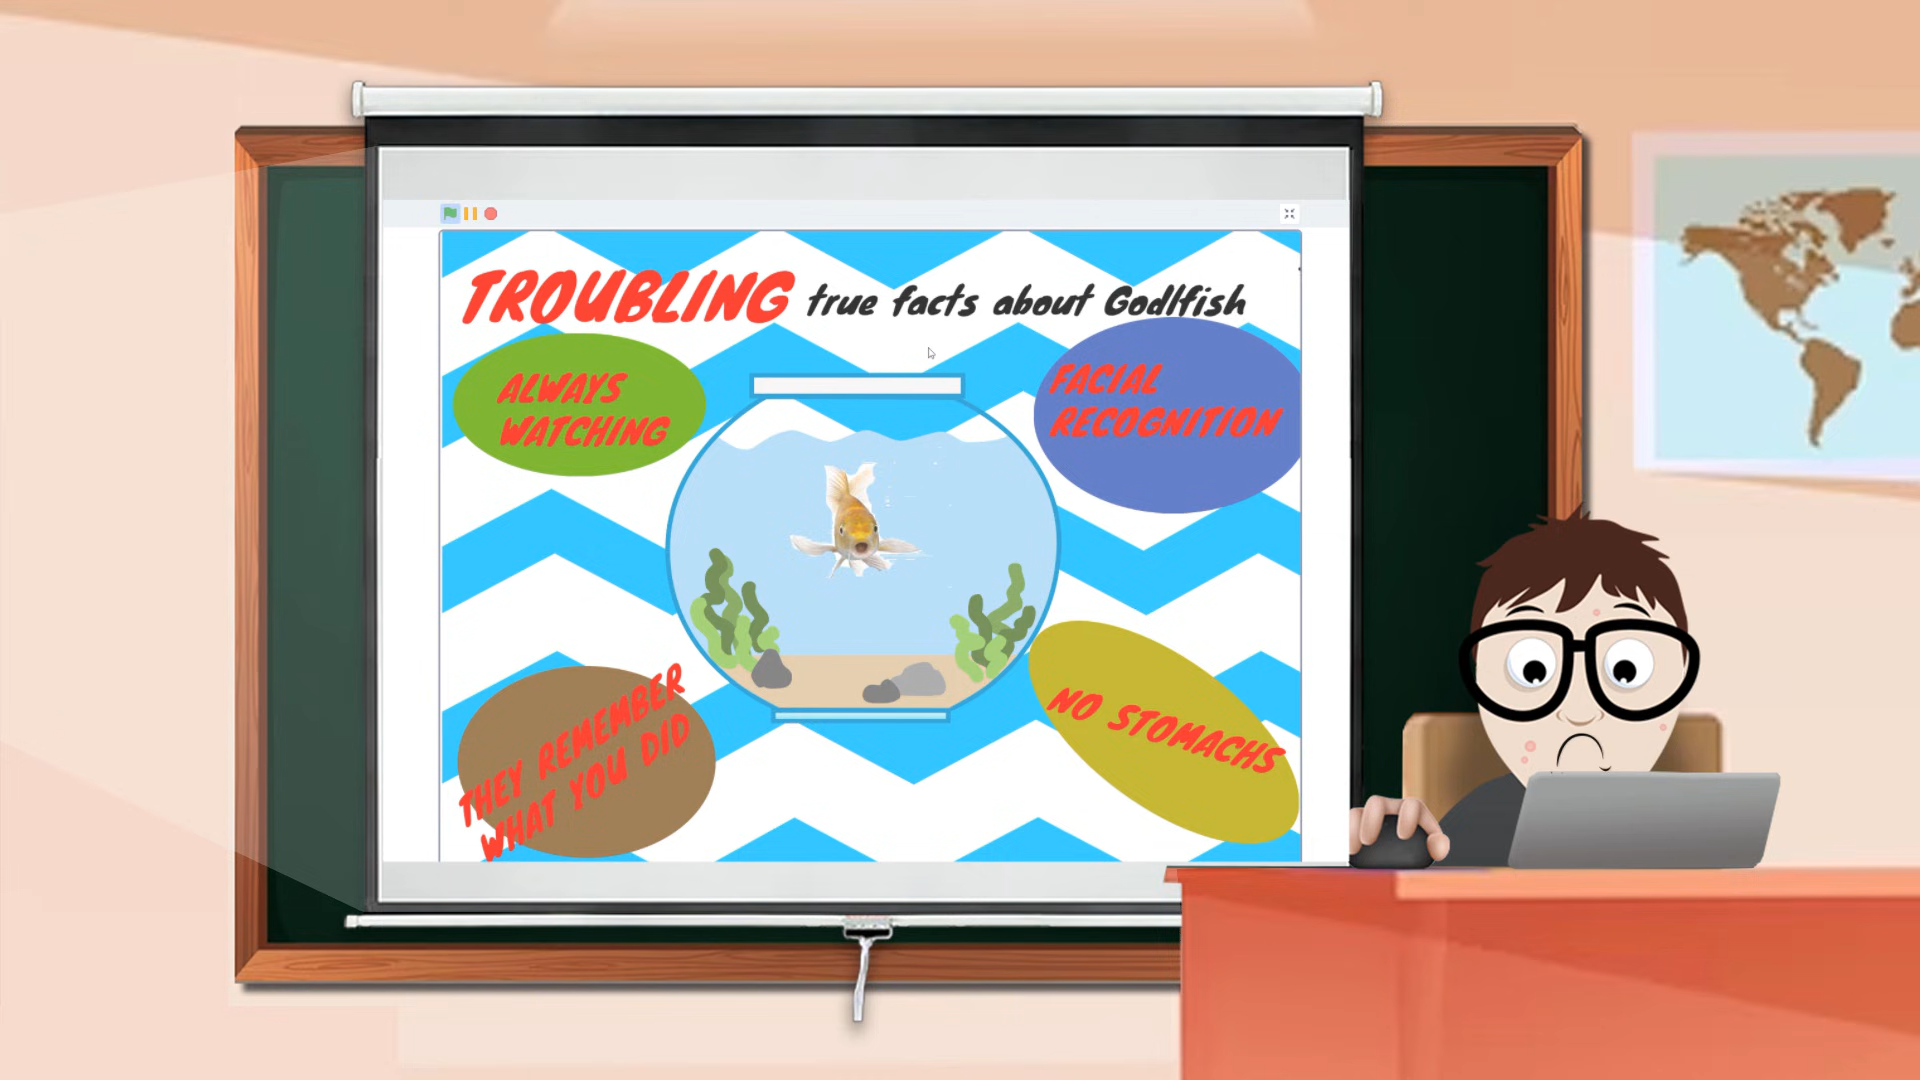 TROUBLING true facts about Godlfish
ALWAYS
WATCHING
FACIAL
RECOGNITION
THEY REMEMBER
WHAT YOU DID
NO STOMACHS